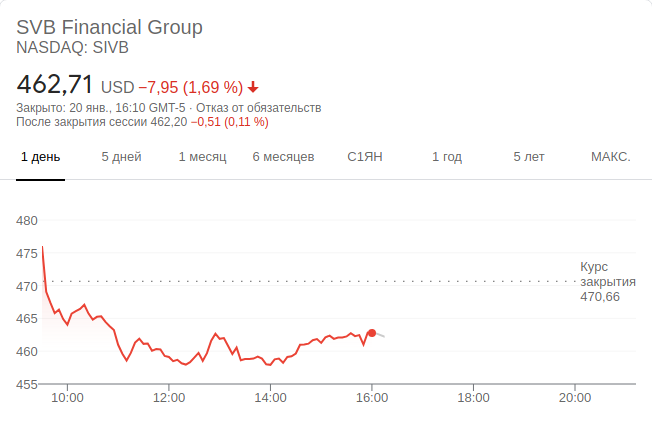 SVB Financial Group
NASDAQ: SIVB
462,71 USD −7,95 (1,69 %)
Закрыто: 20 янв., 16:10 GMT-5 · Отказ от обязательств
После закрытия сессии 462,20 −0,51 (0,11 %)
1 день 5 дней 1 месяц 6 месяцев С1ЯН 1 год 5 лет МАКС.
480
475
Курс
закрытия
470,66
470
465
460
455
10:00 12:00 14:00 16:00 18:00 20:00